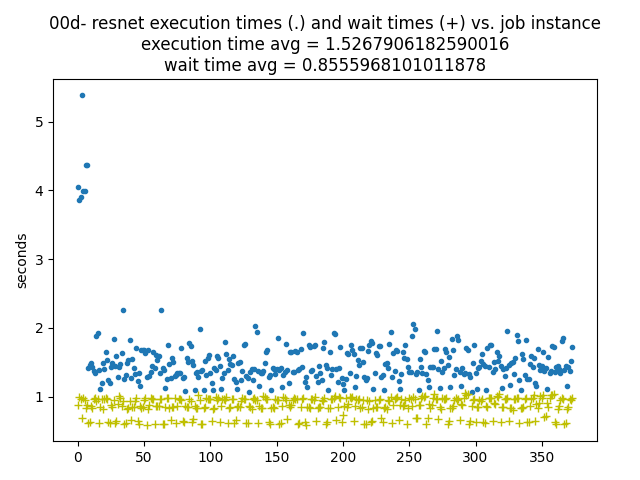 00d- resnet execution times (.) and wait times (+) vs. job instance
execution time avg = 1.5267906182590016
wait time avg = 0.8555968101011878
seconds
5
4
3
2
1
0 50 100 150 200 250 300 350